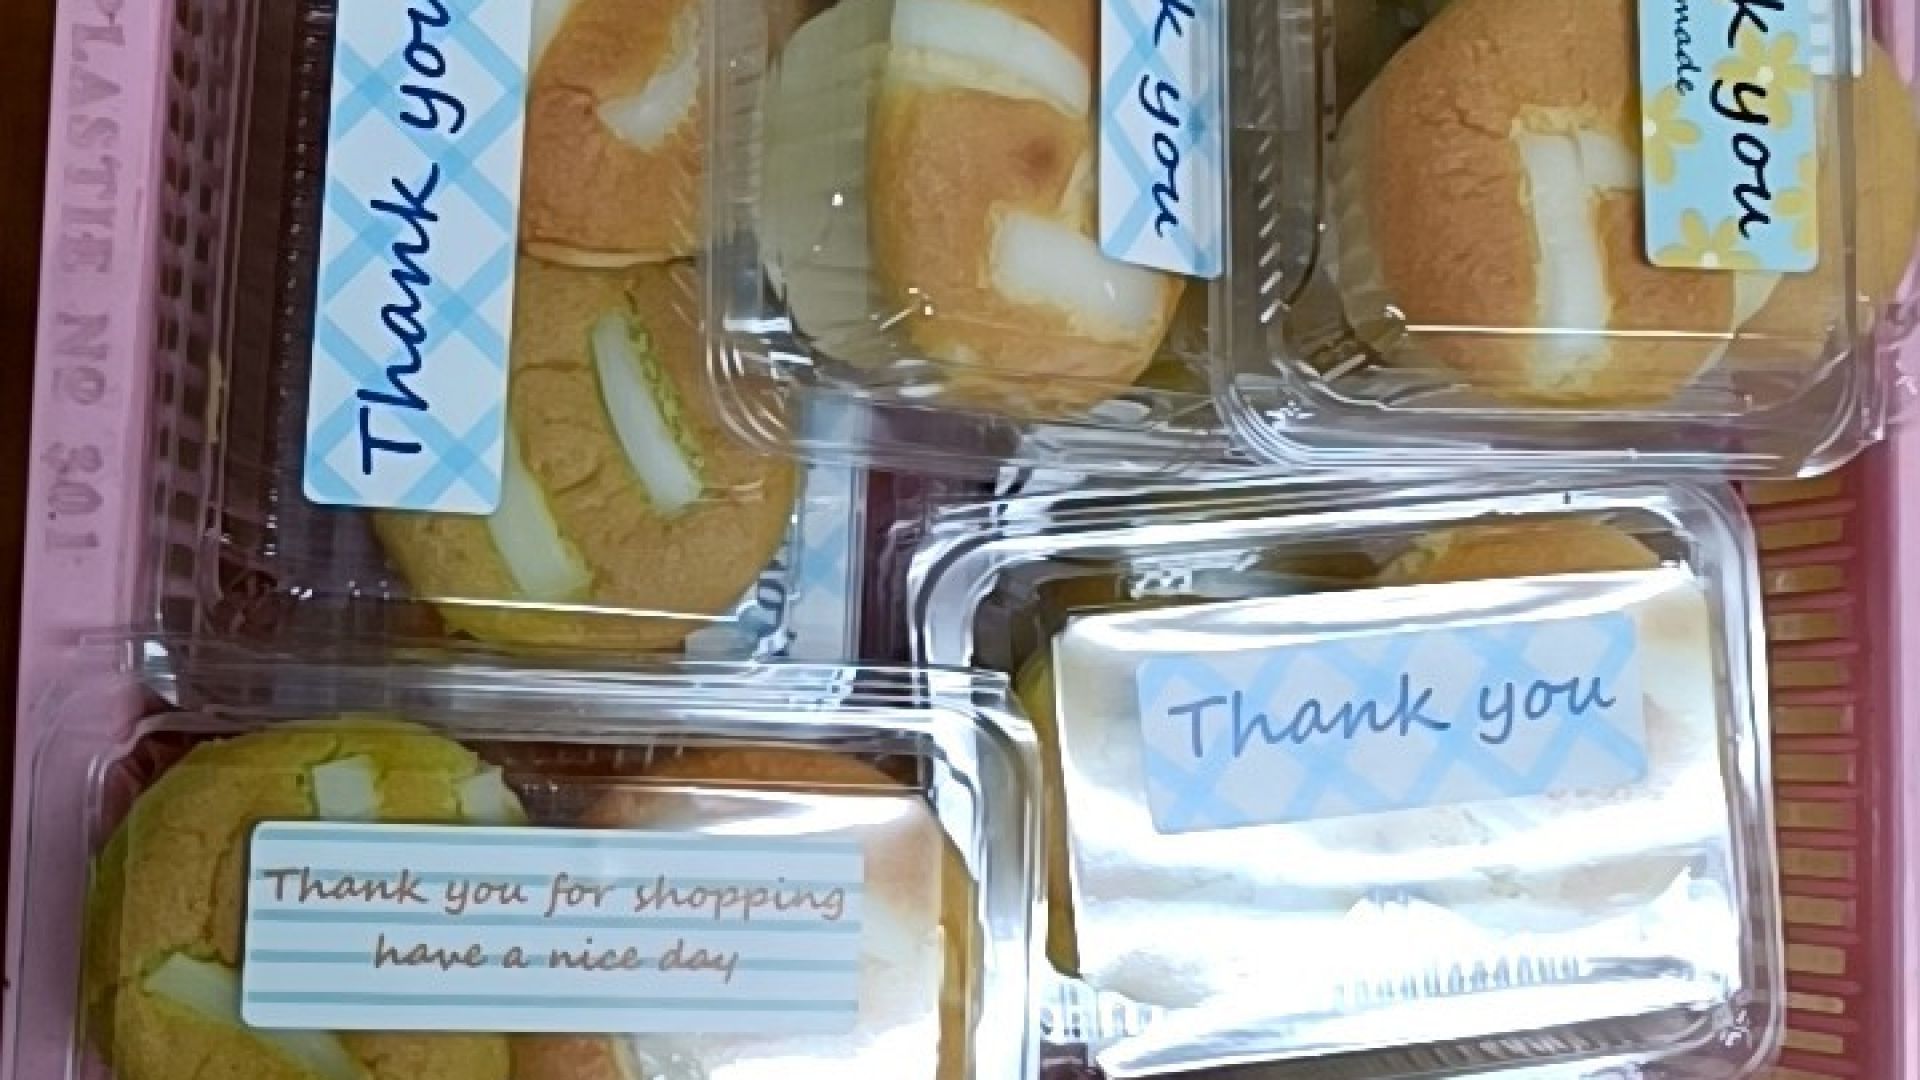 PLASTIE NO 301
Thank you
k you
k you
made
Thank you
Thank you for shopping
have a nice day